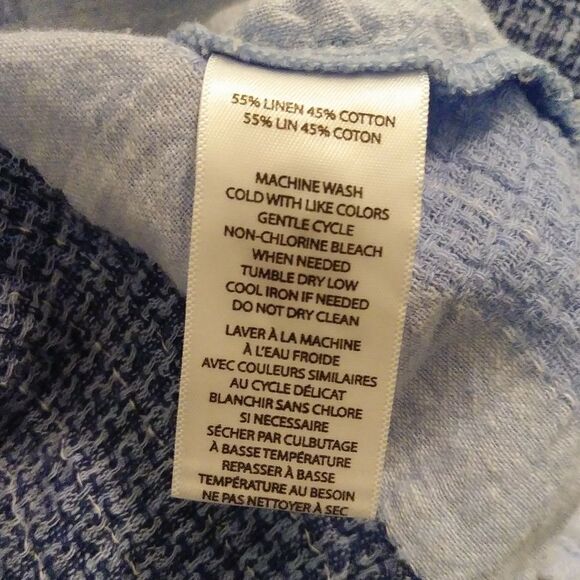 55% LINEN 45% COTTON
55% LIN 45% COTON
MACHINE WASH
COLD WITH LIKE COLORS
GENTLE CYCLE
NON-CHLORINE BLEACH
WHEN NEEDED
TUMBLE DRY LOW
COOL IRON IF NEEDED
DO NOT DRY CLEAN
LAVER À LA MACHINE
À L'EAU FROIDE
AVEC COULEURS SIMILAIRES
AU CYCLE DÉLICAT
BLANCHIR SANS CHLORE
SI NECESSAIRE
SÉCHER PAR CULBUTAGE
À BASSE TEMPÉRATURE
REPASSER À BASSE
TEMPÉRATURE AU BESOIN
NE PAS NETTOYER À SEC